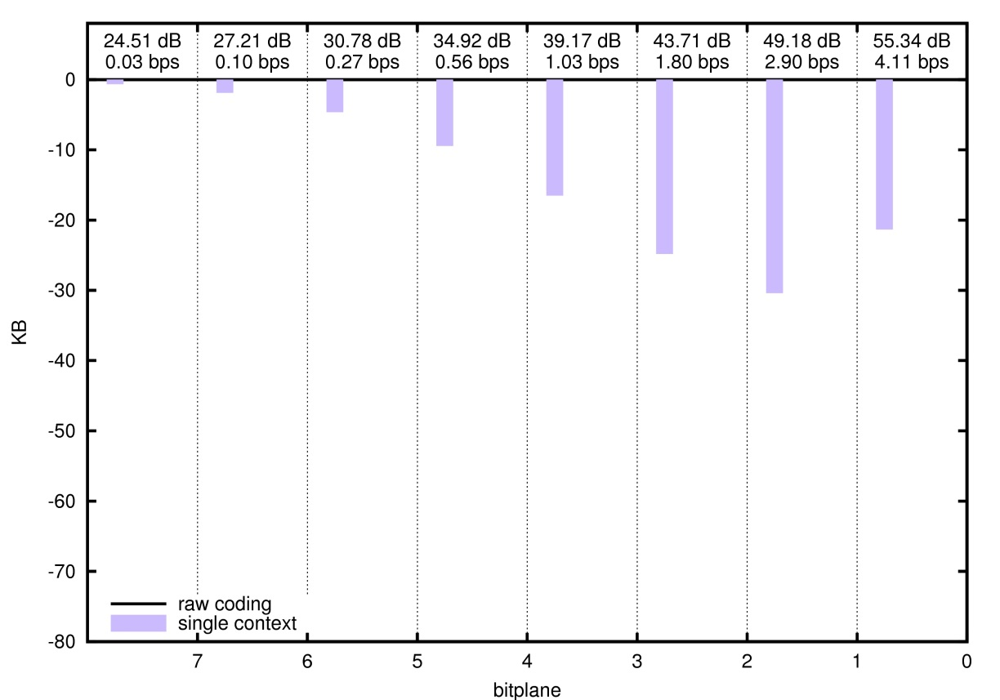 24.51 dB 27.21 dB 30.78 dB 34.92 dB 39.17 dB 43.71 dB 49.18 dB 55.34 dB
0.03 bps 0.10 bps 0.27 bps 0.56 bps 1.03 bps 1.80 bps 2.90 bps 4.11 bps
0
-10
-20
-30
KB
-40
-50
-60
-70
raw coding
single context
-80
7 6 5 4 3 2 1 0
bitplane